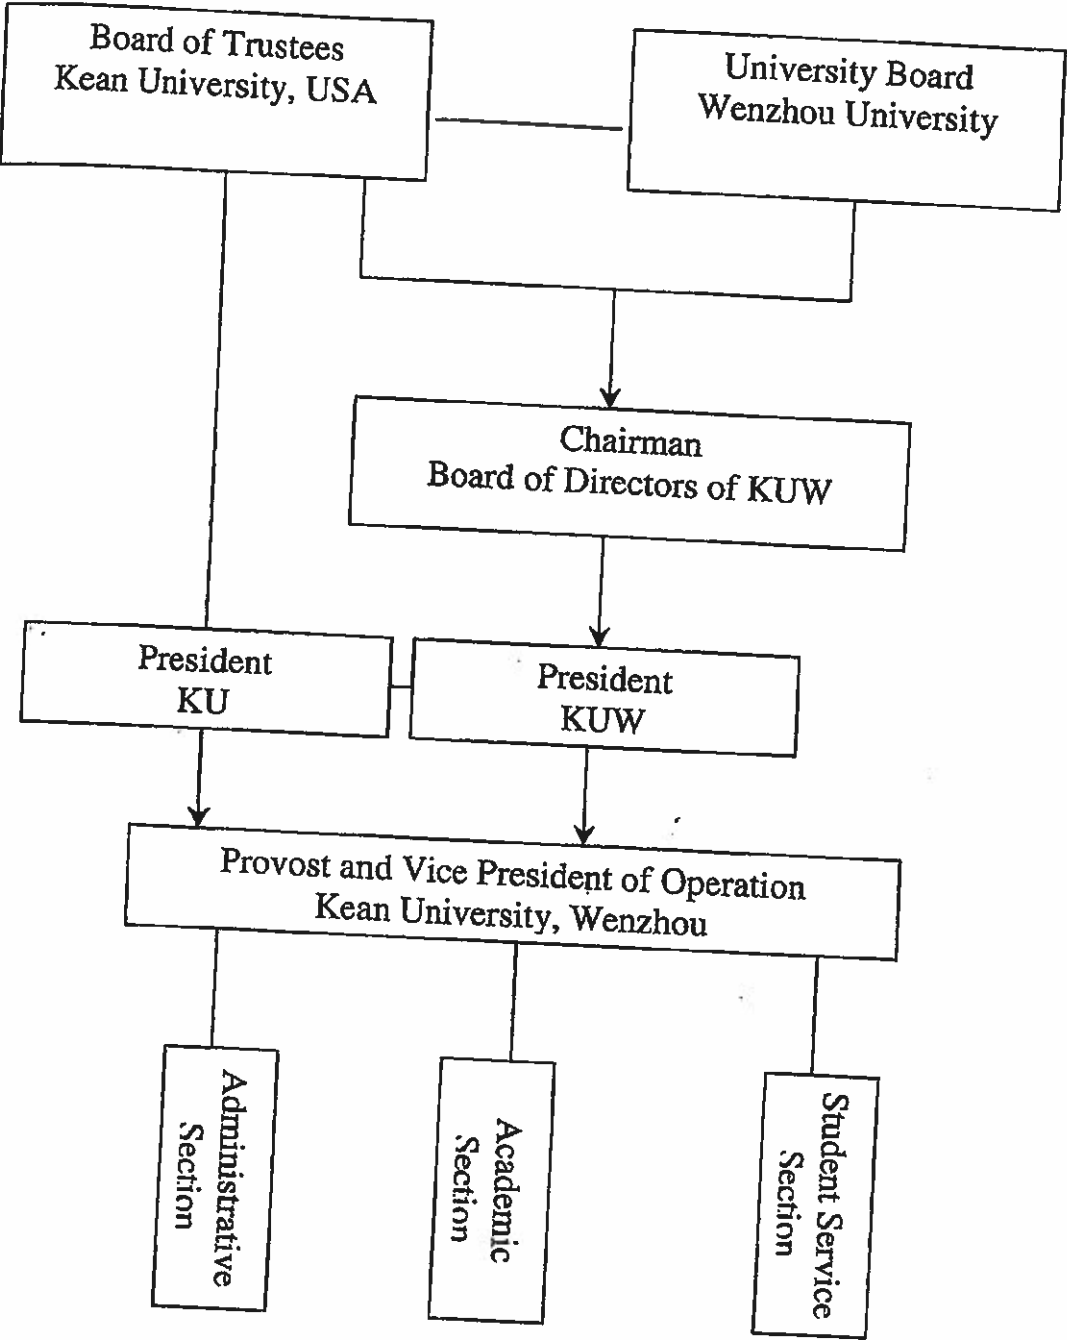 Board of Trustees
Kean University, USA
University Board
Wenzhou University
Chairman
Board of Directors of KUW
President
KU
President
KUW
Provost and Vice President of Operation
Kean University, Wenzhou
Administrative
Section
Academic
Section
Student Service
Section